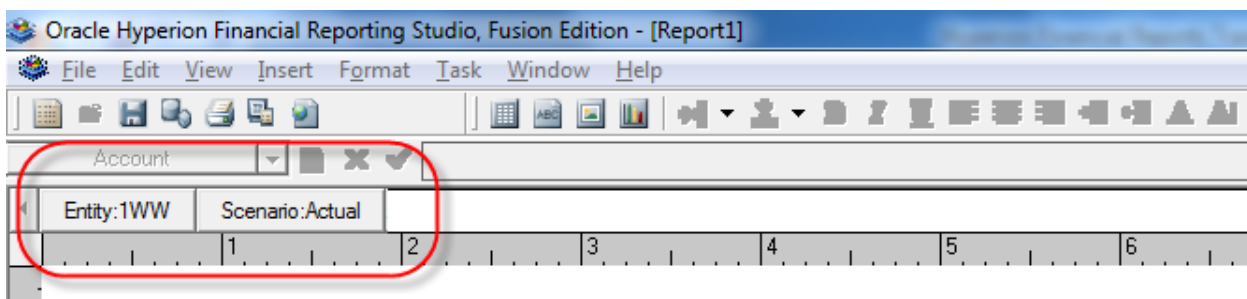 Oracle Hyperion Financial Reporting Studio, Fusion Edition - [Report1]
File Edit View Insert Format Task Window Help
ABC
Account
Entity:1WW Scenario:Actual
1 2 3 4 5 6